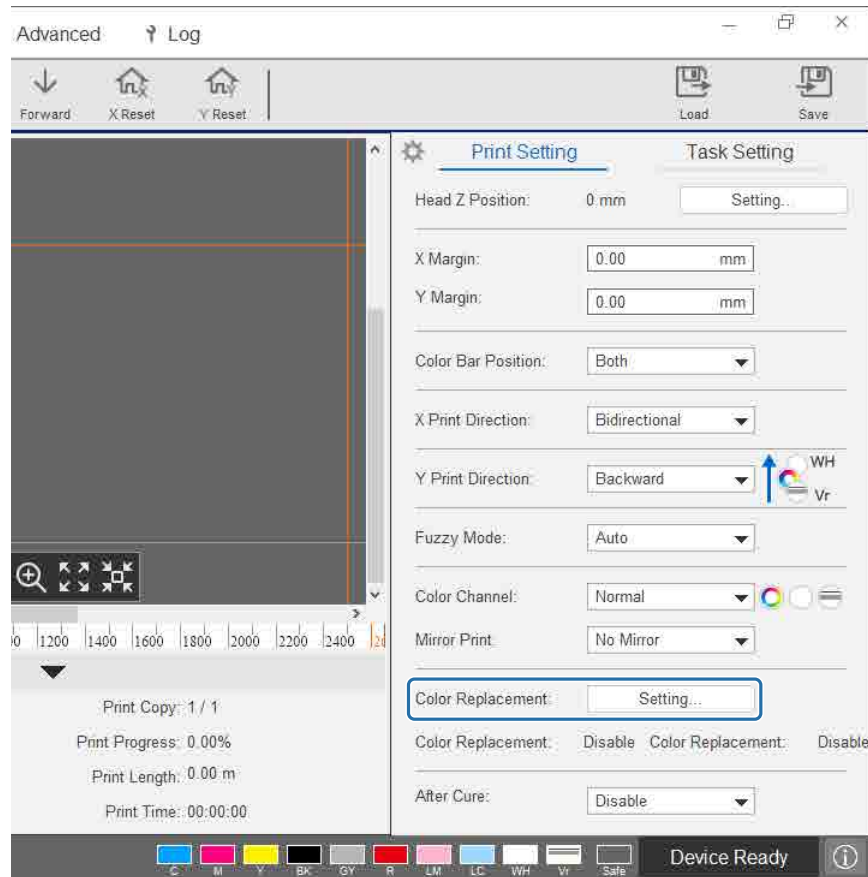 Advanced Log
Forward X Reset Y Reset Load Save
Print Setting Task Setting
Head Z Position: 0 mm Setting..
X Margin: 0.00 mm
Y Margin: 0.00 mm
Color Bar Position: Both
X Print Direction: Bidirectional
Y Print Direction: Backward WH
Vr
Fuzzy Mode: Auto
Color Channel: Normal
Mirror Print: No Mirror
1200 1400 1600 1800 2000 2200 2400
Color Replacement: Setting...
Color Replacement: Disable Color Replacement: Disable
After Cure: Disable
Print Copy: 1 / 1
Print Progress: 0.00%
Print Length: 0.00 m
Print Time: 00:00:00
C M Y BK GY R LM LC WH Vr Safe
Device Ready